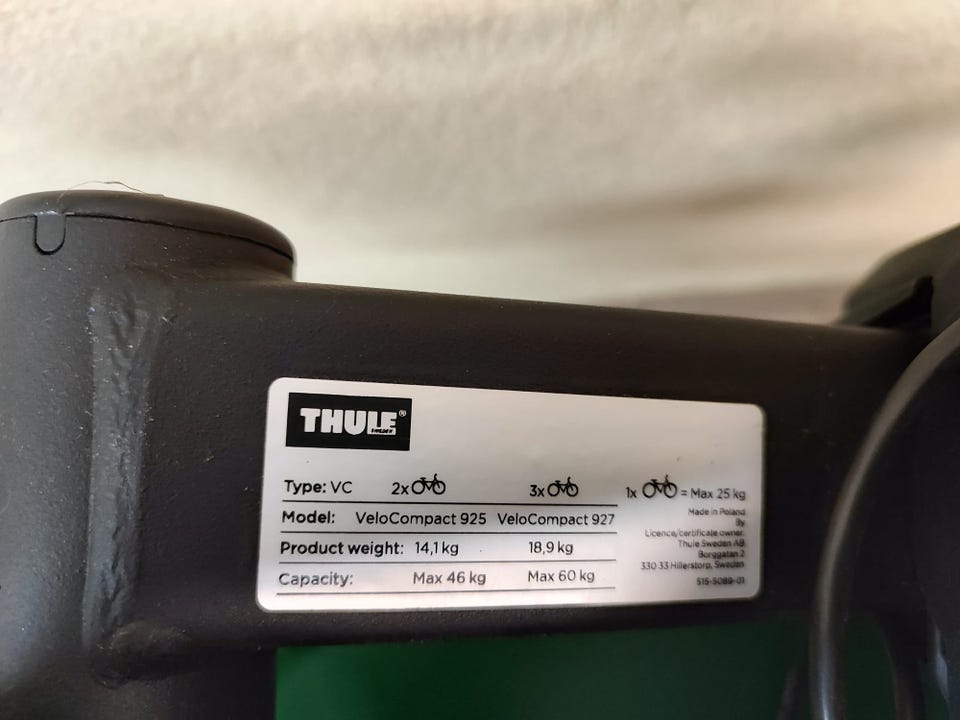 THULE®
Type: VC 2x 3x 1x = Max 25 kg
Model: VeloCompact 925 VeloCompact 927
Product weight: 14,1 kg 18,9 kg
Capacity: Max 46 kg Max 60 kg
Made in Poland
By
Licence/certificate owner:
Thule Sweden AB
Borggatan 2
330 33 Hillerstorp, Sweden
515-5089-01